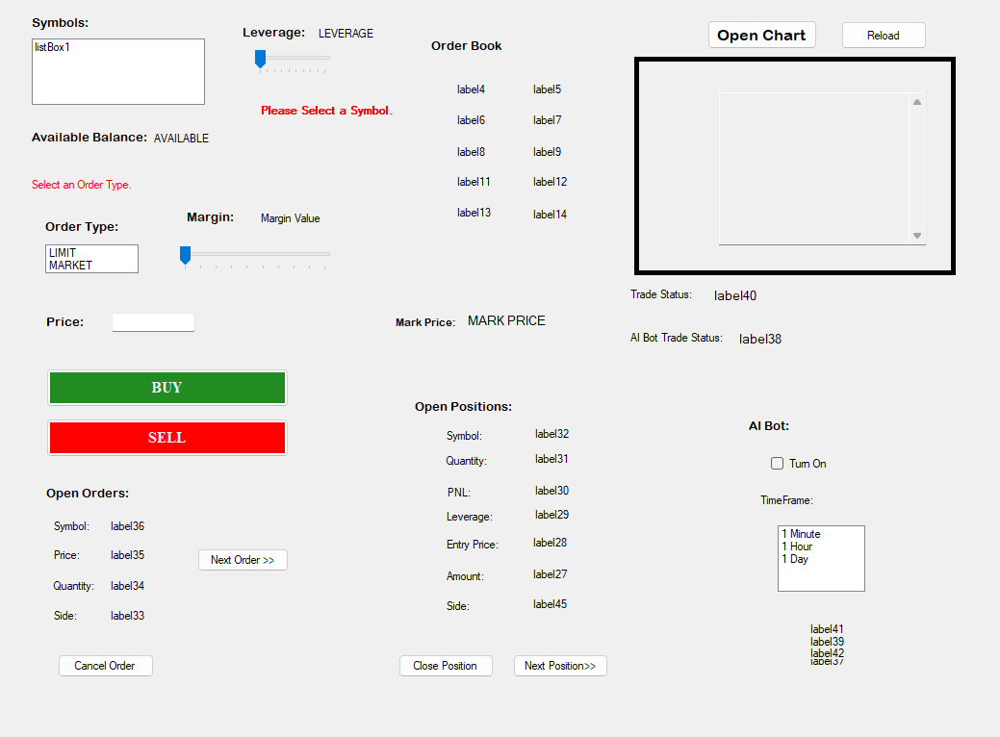 Symbols:
listBox1
Leverage: LEVERAGE
Please Select a Symbol.
Available Balance: AVAILABLE
Select an Order Type.
Order Type:
LIMIT
MARKET
Margin: Margin Value
Price:
BUY
SELL
Order Book
label4 label5
label6 label7
label8 label9
label11 label12
label13 label14
Mark Price: MARK PRICE
Open Chart
Reload
Trade Status: label40
AI Bot Trade Status: label38
Open Orders:
Symbol: label36
Price: label35
Quantity: label34
Side: label33
Next Order >>
Cancel Order
Open Positions:
Symbol: label32
Quantity: label31
PNL: label30
Leverage: label29
Entry Price: label28
Amount: label27
Side: label45
Close Position
Next Position>>
AI Bot:
Turn On
TimeFrame:
1 Minute
1 Hour
1 Day
label41
label39
label42
label37